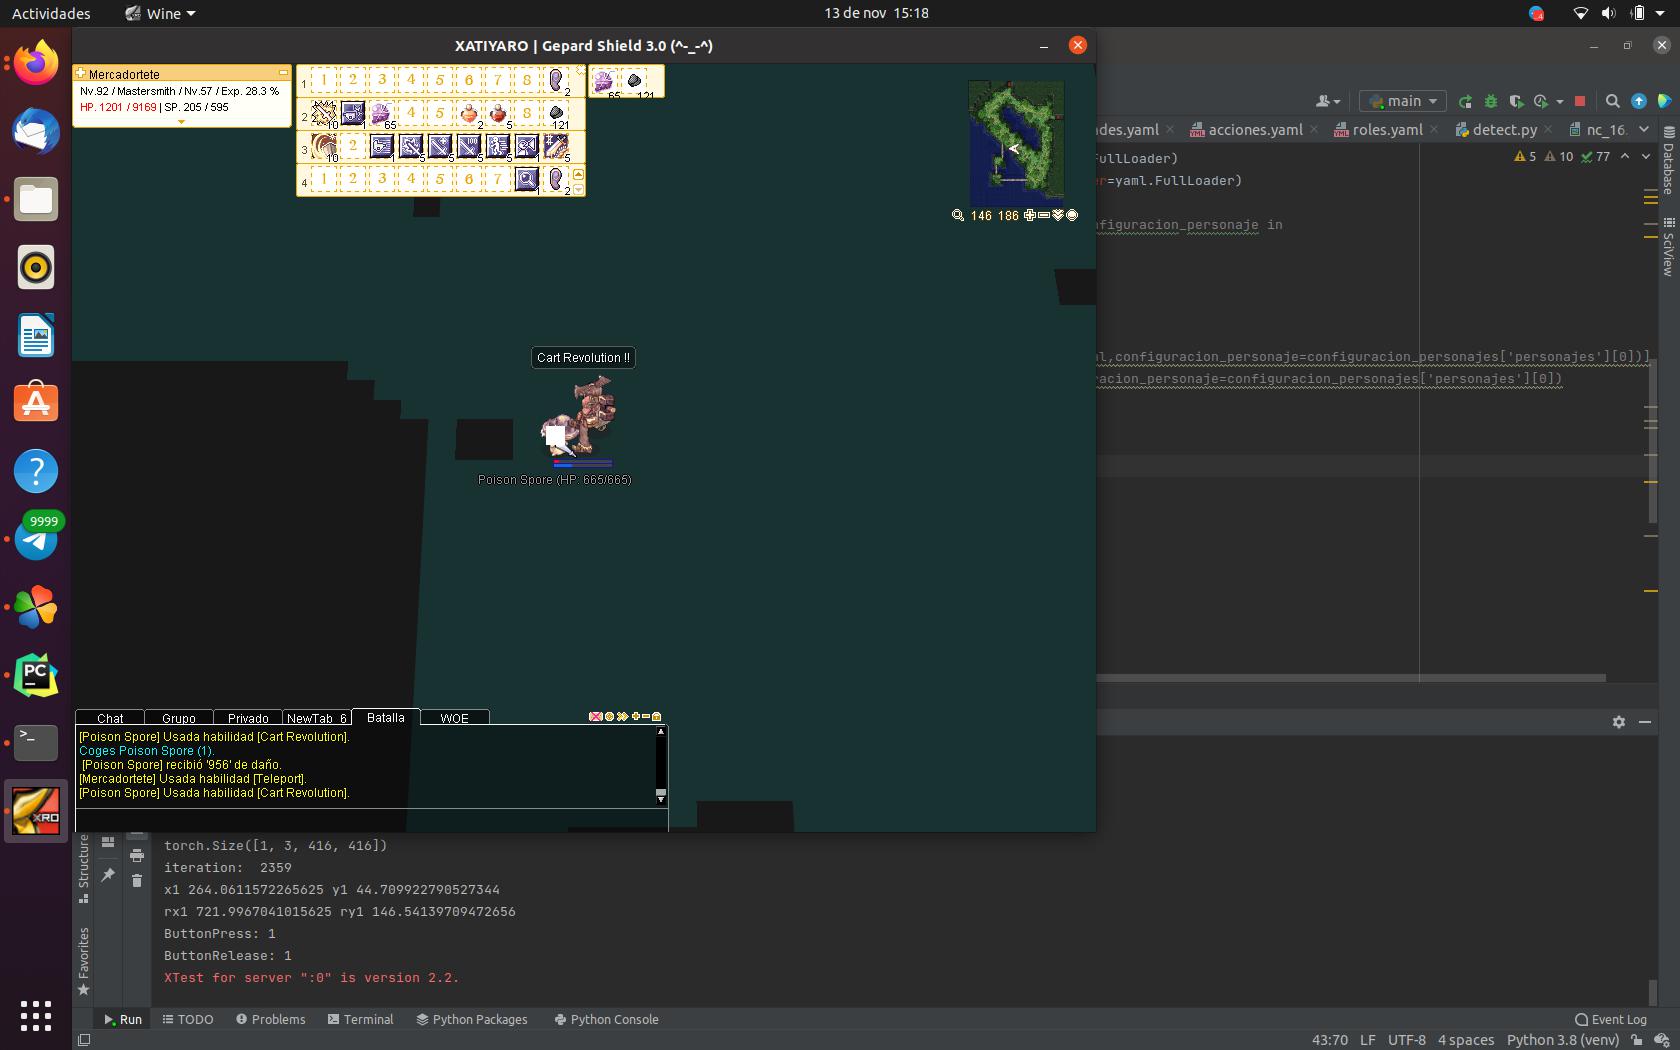 Actividades
Wine
13 de nov 15:18
XATIYARO | Gepard Shield 3.0 (^-_-^)
Mercadortete
Nv.92 / Mastersmith / Nv.57 / Exp. 28.3 %
HP. 1201 / 9169 | SP. 205 / 595
1 1 2 3 4 5 6 7 8 2
65 121
2 10 1 65 4 5 2 5 8 121
3 10 2 1 5 5 5 5 1 5
4 1 2 3 4 5 6 7 1 2
146 186
main
des.yaml
acciones.yaml
roles.yaml
detect.py
nc_16.
FullLoader)
5 10 77
r=yaml.FullLoader)
Database
figuracion_personaje in
SciView
l,configuracion_personaje=configuracion_personajes['personajes'][0])]
racion_personaje=configuracion_personajes['personajes'][0])
Cart Revolution !!
Poison Spore (HP: 665/665)
9999
PC
XRO
Chat
Grupo
Privado
NewTab_6
Batalla
WOE
[Poison Spore] Usada habilidad [Cart Revolution].
Coges Poison Spore (1).
[Poison Spore] recibió '956' de daño.
[Mercadortete] Usada habilidad [Teleport].
[Poison Spore] Usada habilidad [Cart Revolution].
Structure
Favorites
torch.Size([1, 3, 416, 416])
iteration:  2359
x1 264.0611572265625 y1 44.709922790527344
rx1 721.9967041015625 ry1 146.54139709472656
ButtonPress: 1
ButtonRelease: 1
XTest for server ":0" is version 2.2.
Run
TODO
Problems
Terminal
Python Packages
Python Console
Event Log
43:70 LF UTF-8 4 spaces Python 3.8 (venv)